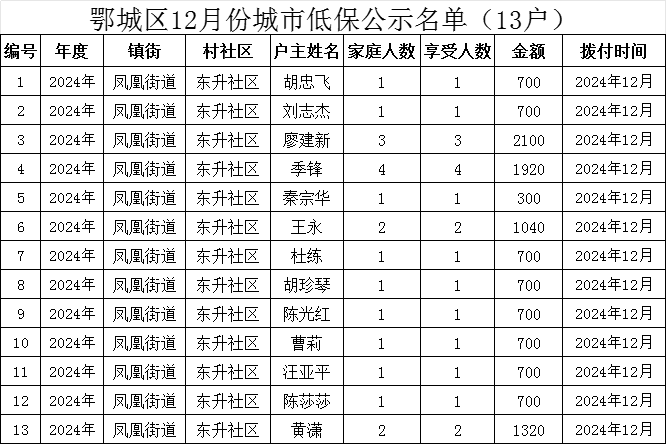 鄂城区12月份城市低保公示名单（13户）
编号 年度 镇街 村社区 户主姓名 家庭人数 享受人数 金额 拨付时间
1 2024年 凤凰街道 东升社区 胡忠飞 1 1 700 2024年12月
2 2024年 凤凰街道 东升社区 刘志杰 1 1 700 2024年12月
3 2024年 凤凰街道 东升社区 廖建新 3 3 2100 2024年12月
4 2024年 凤凰街道 东升社区 季锋 4 4 1920 2024年12月
5 2024年 凤凰街道 东升社区 秦宗华 1 1 300 2024年12月
6 2024年 凤凰街道 东升社区 王永 2 2 1040 2024年12月
7 2024年 凤凰街道 东升社区 杜练 1 1 700 2024年12月
8 2024年 凤凰街道 东升社区 胡珍琴 1 1 700 2024年12月
9 2024年 凤凰街道 东升社区 陈光红 1 1 700 2024年12月
10 2024年 凤凰街道 东升社区 曹莉 1 1 700 2024年12月
11 2024年 凤凰街道 东升社区 汪亚平 1 1 700 2024年12月
12 2024年 凤凰街道 东升社区 陈莎莎 1 1 700 2024年12月
13 2024年 凤凰街道 东升社区 黄潇 2 2 1320 2024年12月